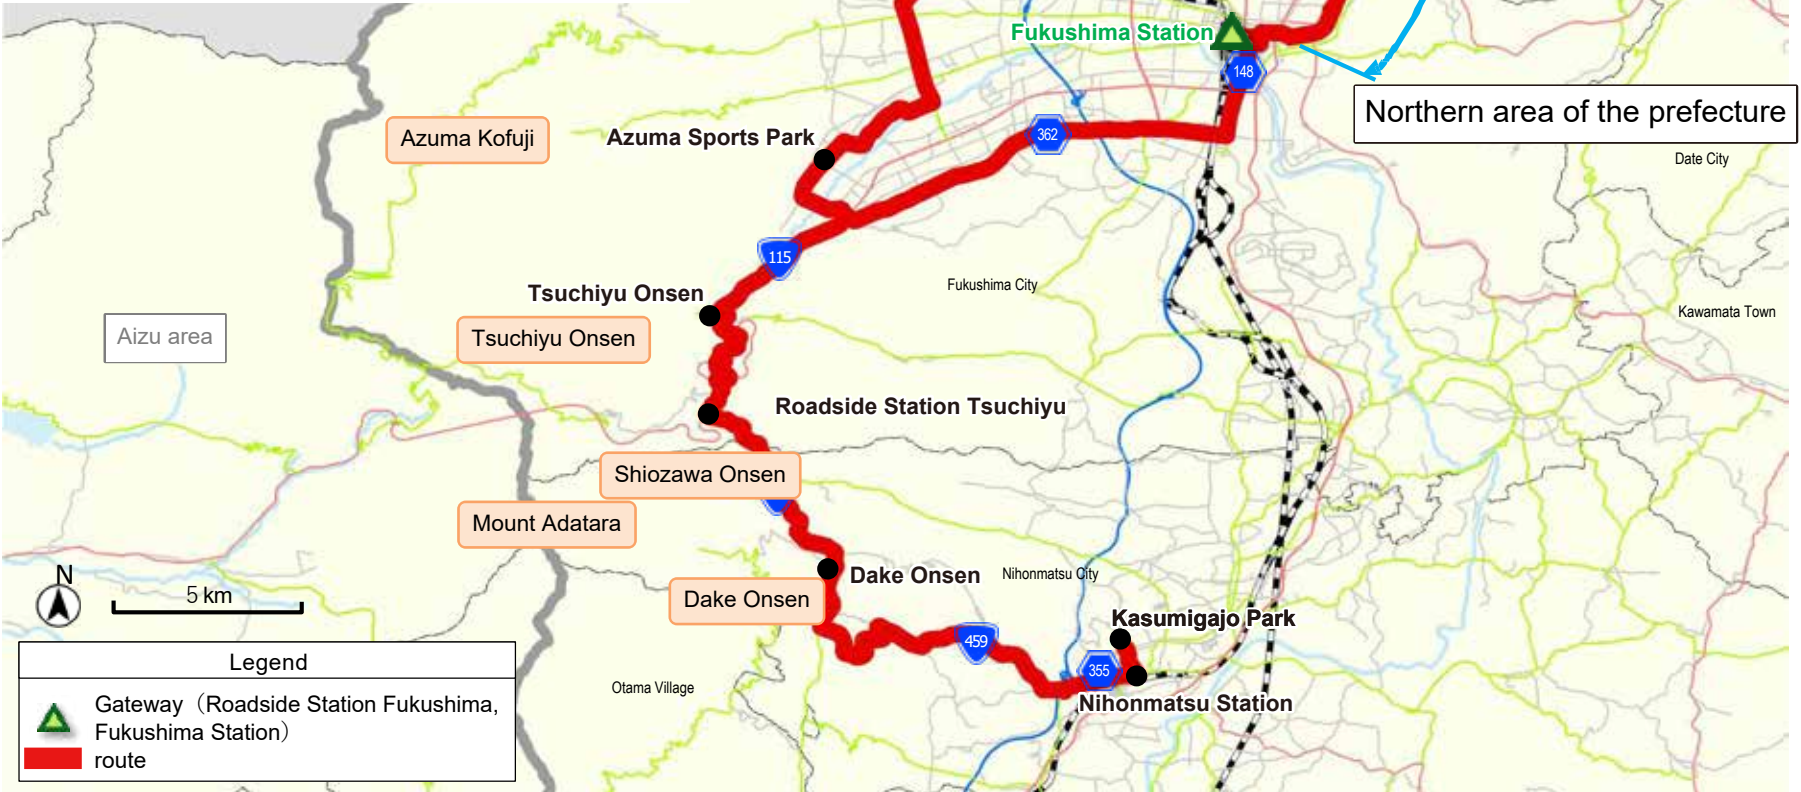 Fukushima Station
148
Northern area of the prefecture
Azuma Kofuji
Azuma Sports Park
362
Date City
115
Tsuchiyu Onsen
Fukushima City
Kawamata Town
Aizu area
Tsuchiyu Onsen
Roadside Station Tsuchiyu
Shiozawa Onsen
Mount Adatara
Dake Onsen
Nihonmatsu City
Dake Onsen
N
5 km
Kasumigajo Park
459
355
Otama Village
Nihonmatsu Station
Legend
Gateway（Roadside Station Fukushima,
Fukushima Station）
route